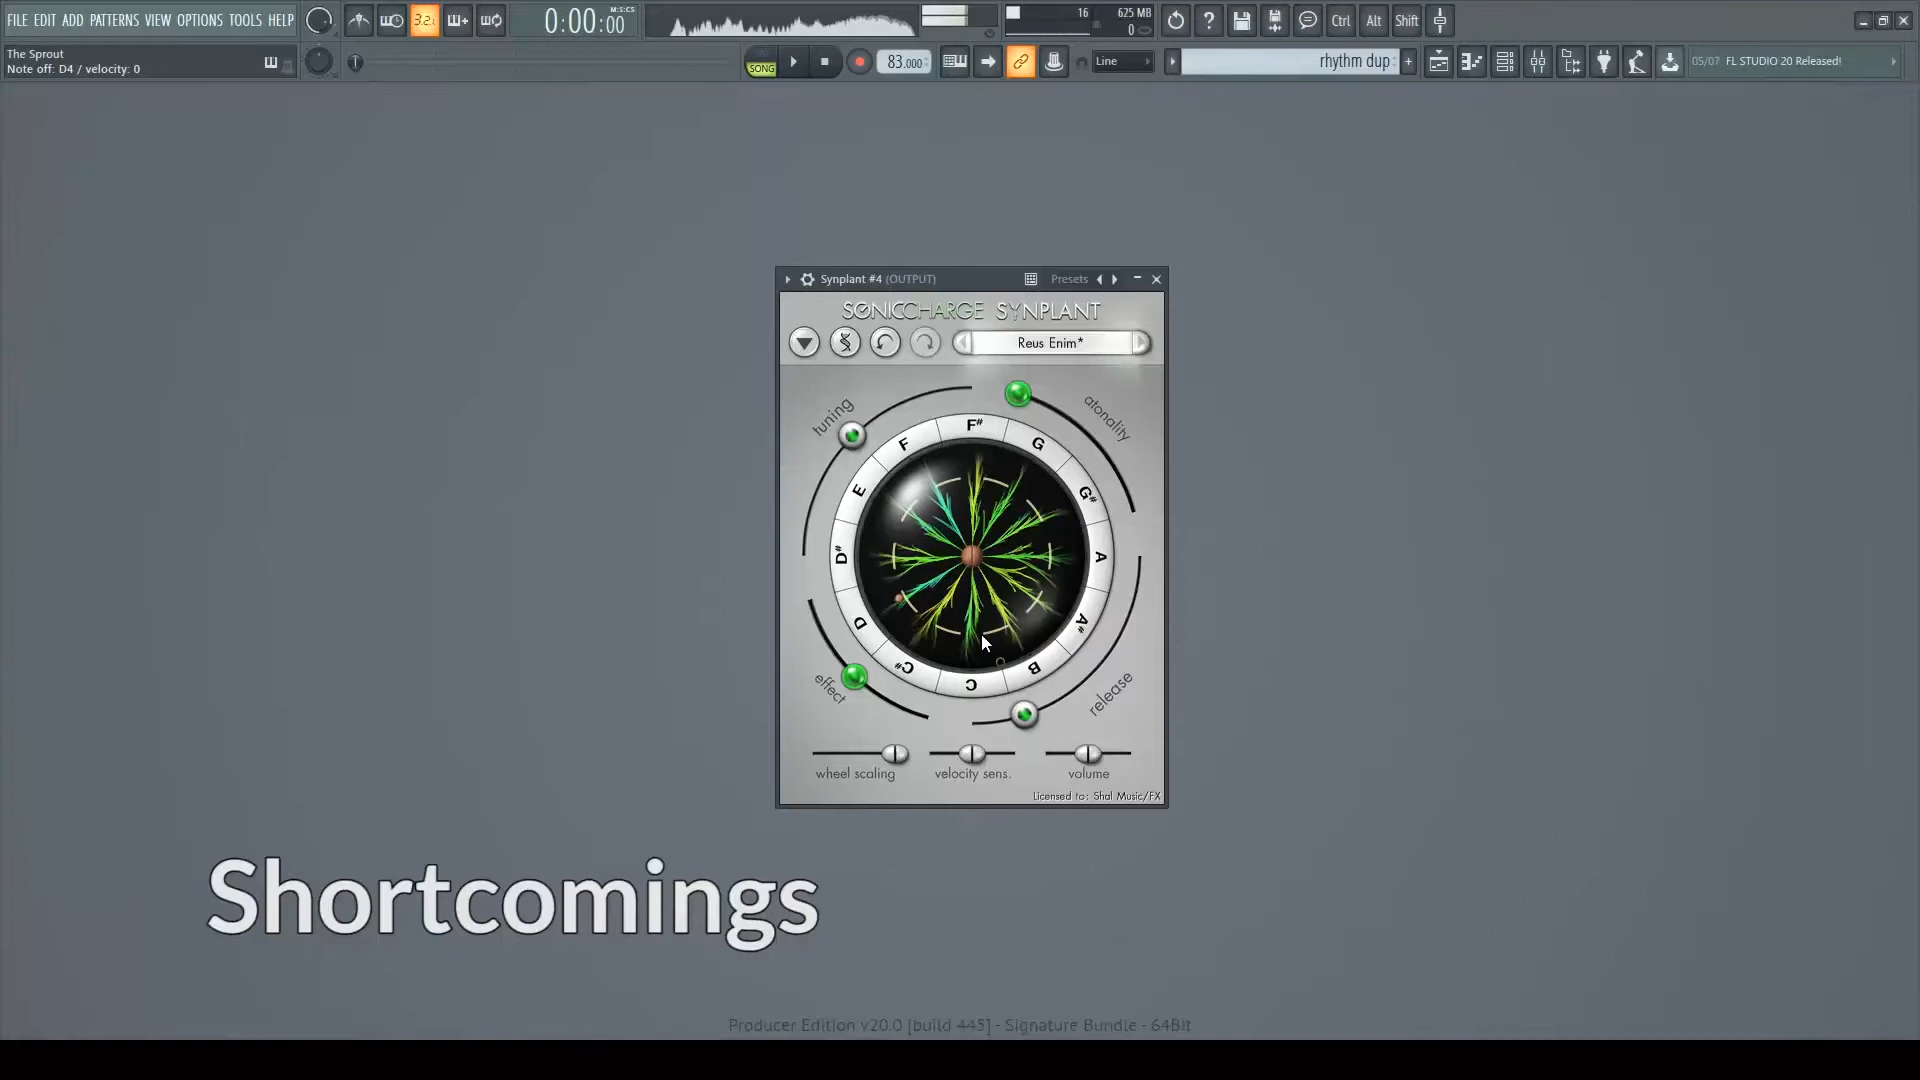 FILE EDIT ADD PATTERNS VIEW OPTIONS TOOLS HELP
3.2.
0:00:00
M:S:CS
16
625 MB
0
Ctrl
Alt
Shift
The Sprout
Note off: D4 / velocity: 0
SONG
83.000
Line
rhythm dup
05/07 FL STUDIO 20 Released!
Synplant #4 (OUTPUT)
Presets
SONICCHARGE SYNPLANT
Reus Enim*
tuning
atonality
F#
G
G#
A
A#
B
C
C#
D
D#
E
F
effect
release
wheel scaling
velocity sens.
volume
Licensed to: Shal Music/FX
Shortcomings
Producer Edition v20.0 [build 445] - Signature Bundle - 64Bit